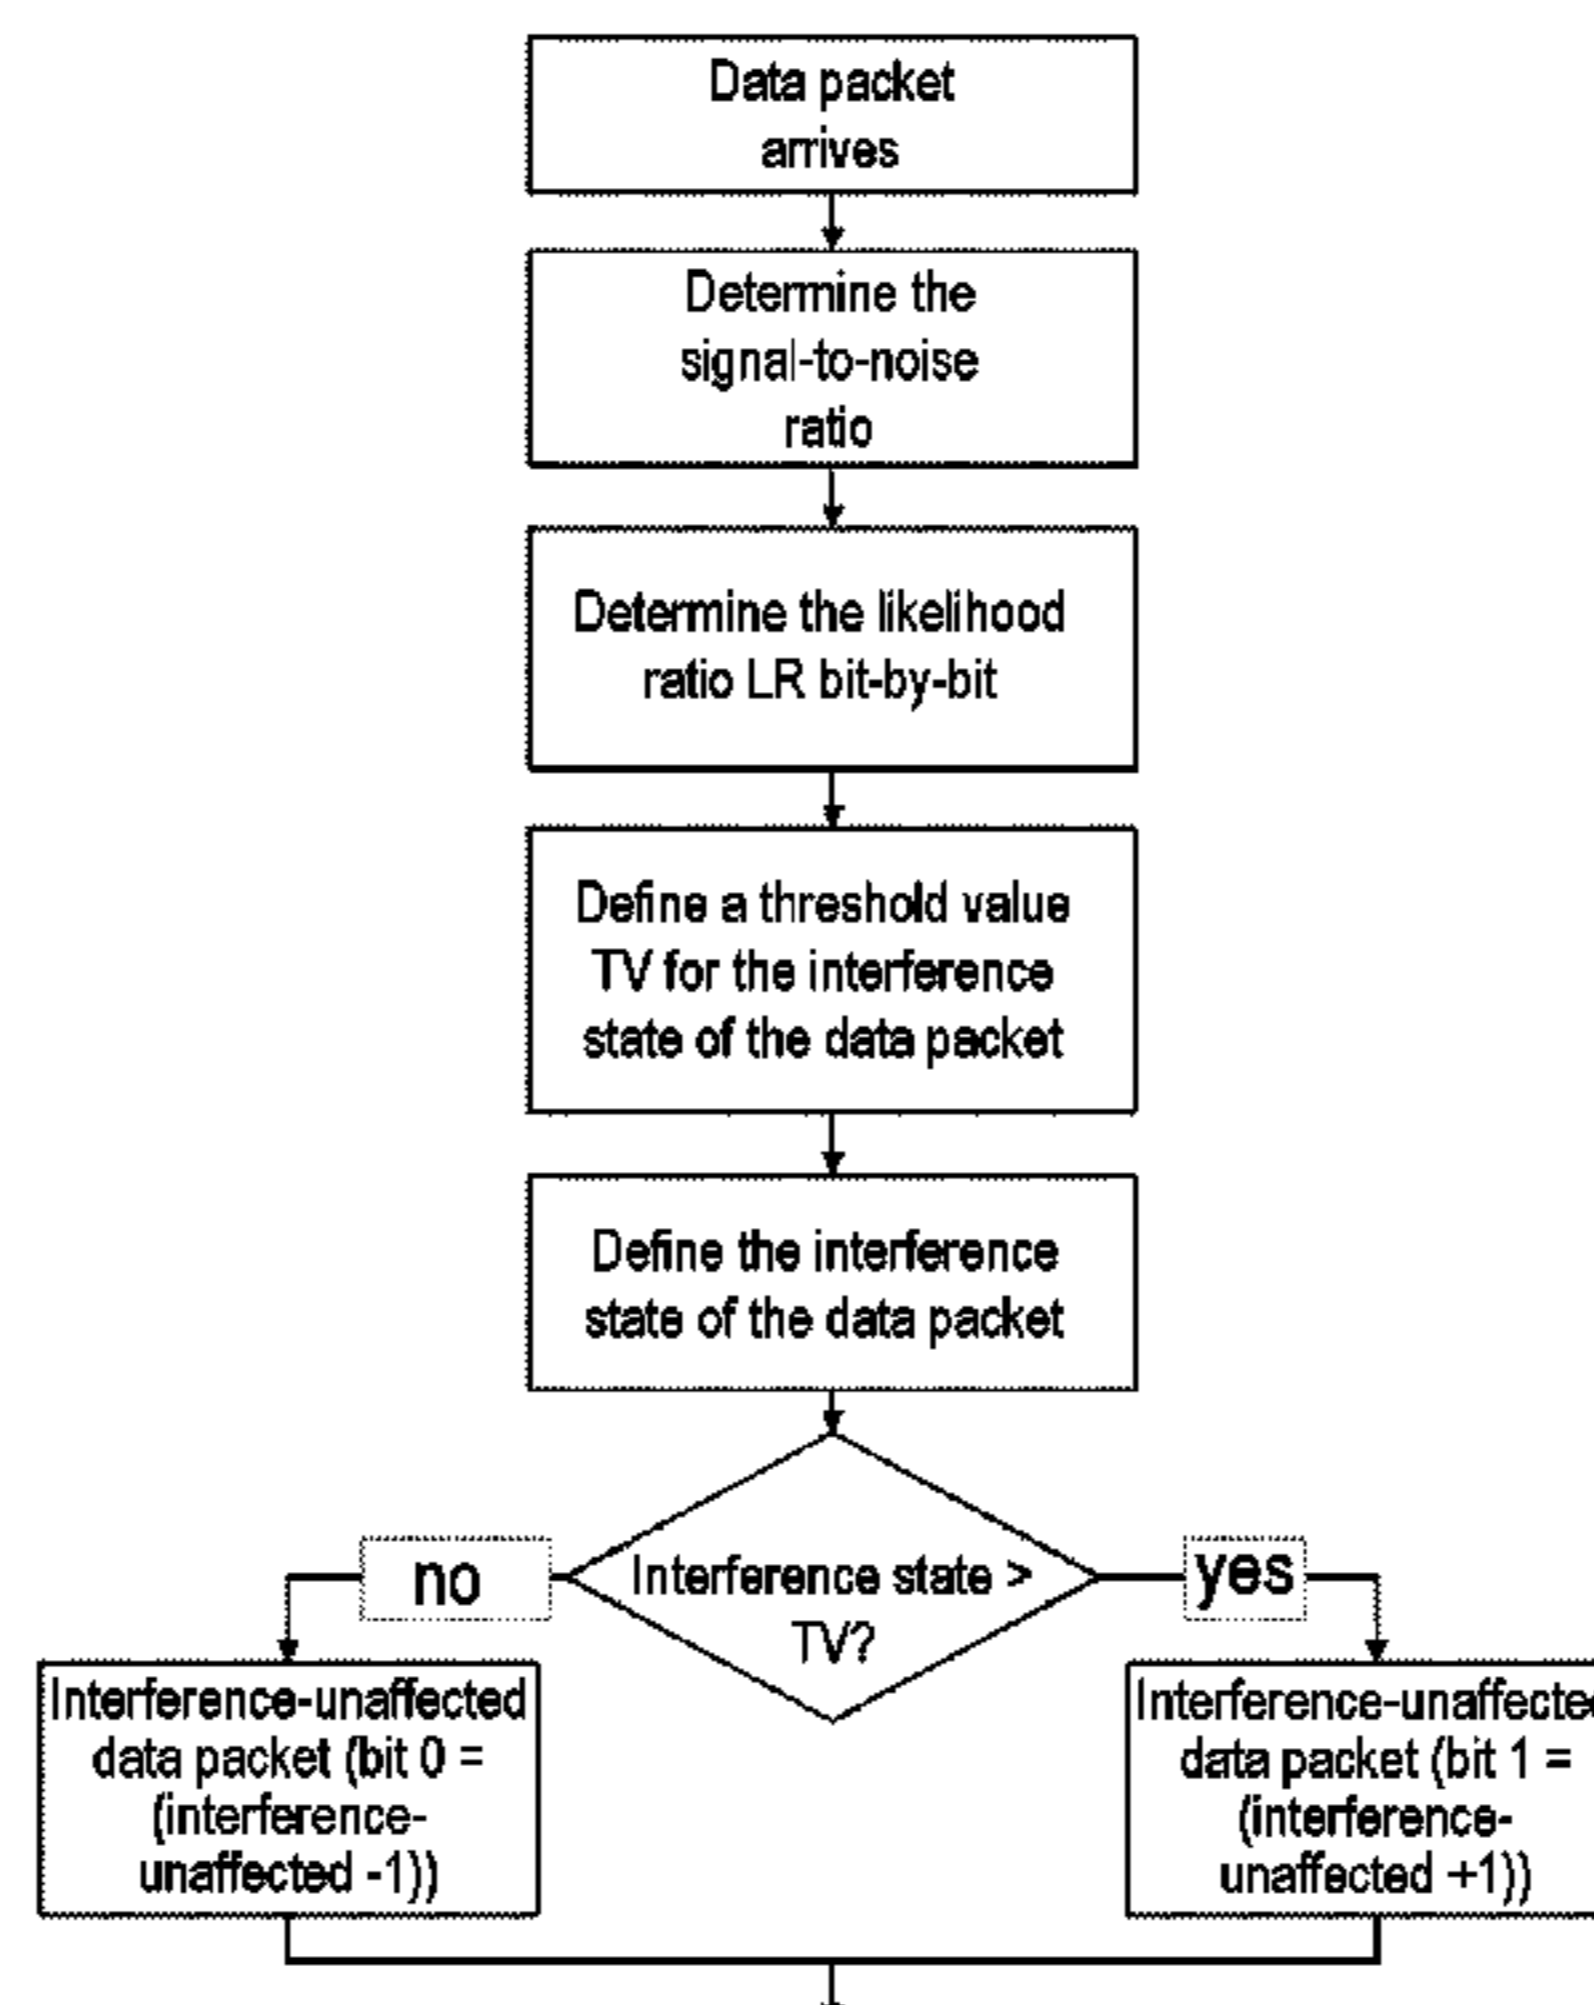 Data packet
arrives
Determine the
signal-to-noise
ratio
Determine the likelihood
ratio LR bit-by-bit
Define a threshold value
TV for the interference
state of the data packet
Define the interference
state of the data packet
Interference state >
TV?
no
yes
Interference-unaffected
data packet (bit 0 =
(interference-
unaffected -1))
Interference-unaffected
data packet (bit 1 =
(interference-
unaffected +1))